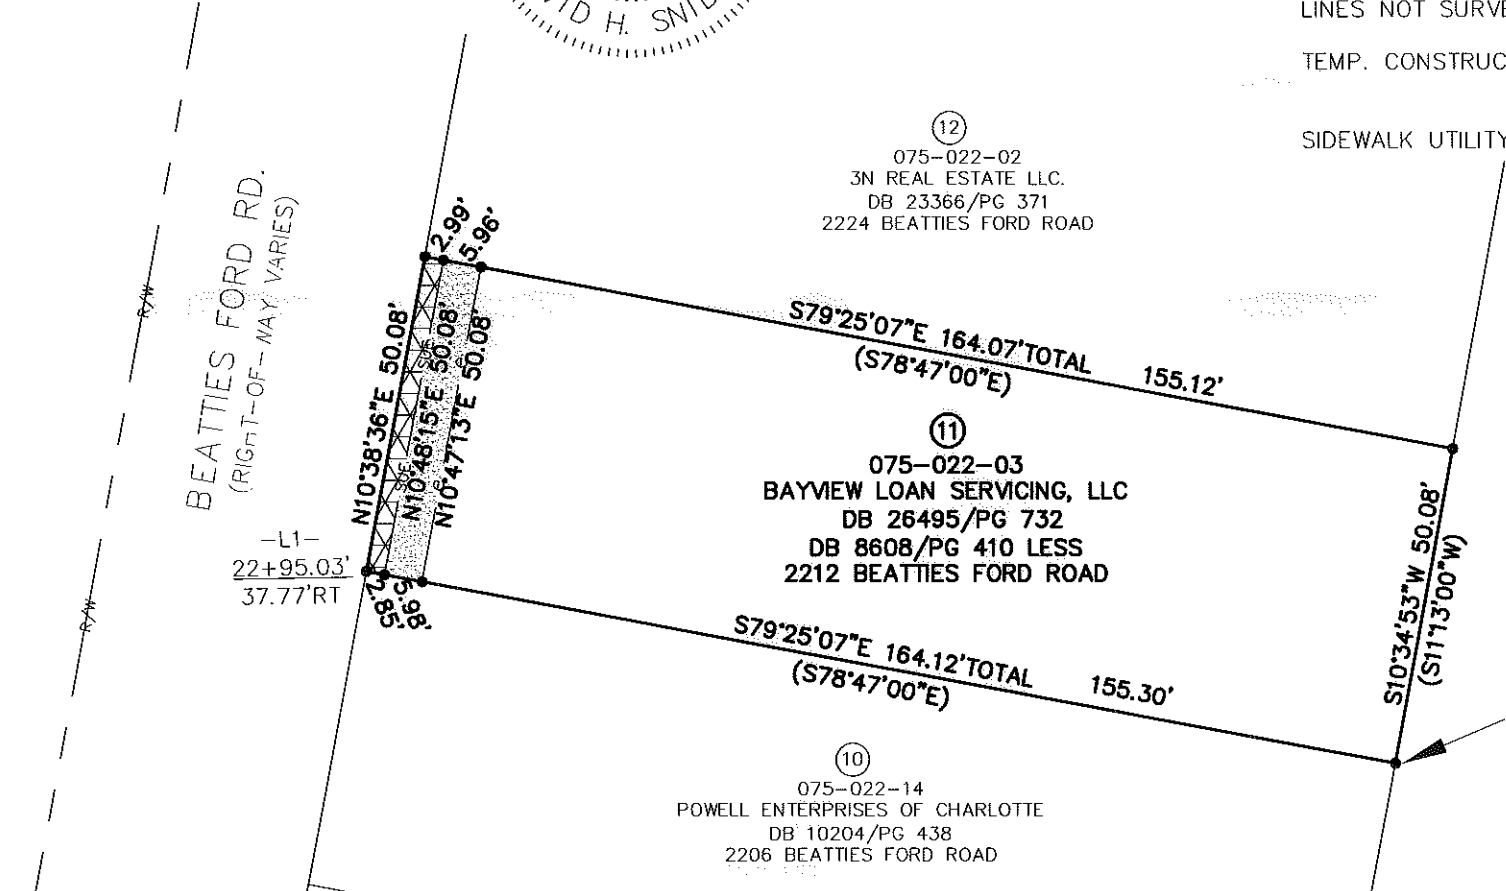 DAVID H. SNID
LINES NOT SURVE
TEMP. CONSTRUC
SIDEWALK UTILITY
12
075-022-02
3N REAL ESTATE LLC.
DB 23366/PG 371
2224 BEATTIES FORD ROAD
BEATTIES FORD RD.
(RIGHT-OF-WAY VARIES)
R/W
R/W
2.99'
5.96'
N10°38'36"E 50.08'
SUE
SUE
N10°48'15"E 50.08'
N10°47'13"E 50.08'
S79°25'07"E 164.07'TOTAL
(S78°47'00"E)
155.12'
11
075-022-03
BAYVIEW LOAN SERVICING, LLC
DB 26495/PG 732
DB 8608/PG 410 LESS
2212 BEATTIES FORD ROAD
S10°34'53"W 50.08'
(S11°13'00"W)
-L1-
22+95.03'
37.77'RT
2.85'
5.98'
S79°25'07"E 164.12'TOTAL
(S78°47'00"E)
155.30'
10
075-022-14
POWELL ENTERPRISES OF CHARLOTTE
DB 10204/PG 438
2206 BEATTIES FORD ROAD